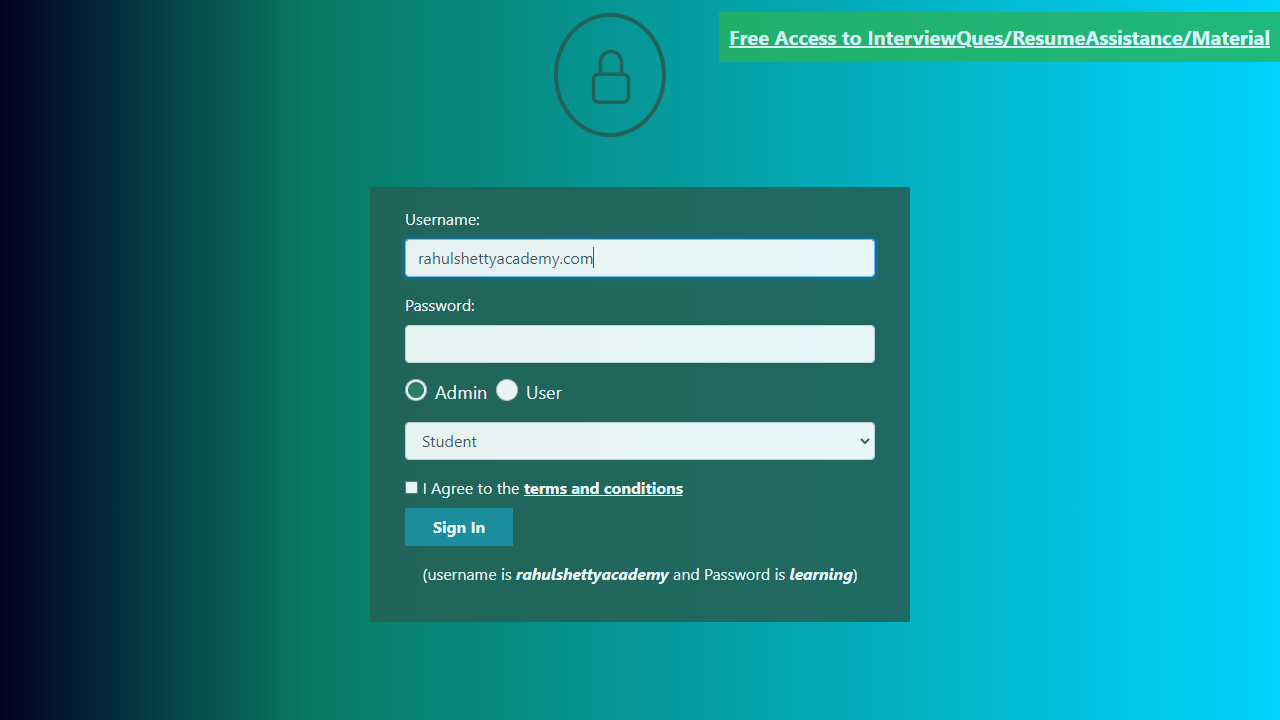 Free Access to InterviewQues/ResumeAssistance/Material
Username:
rahulshettyacademy.com
Password:
Admin User
Student
I Agree to the terms and conditions
Sign In
(username is rahulshettyacademy and Password is learning)